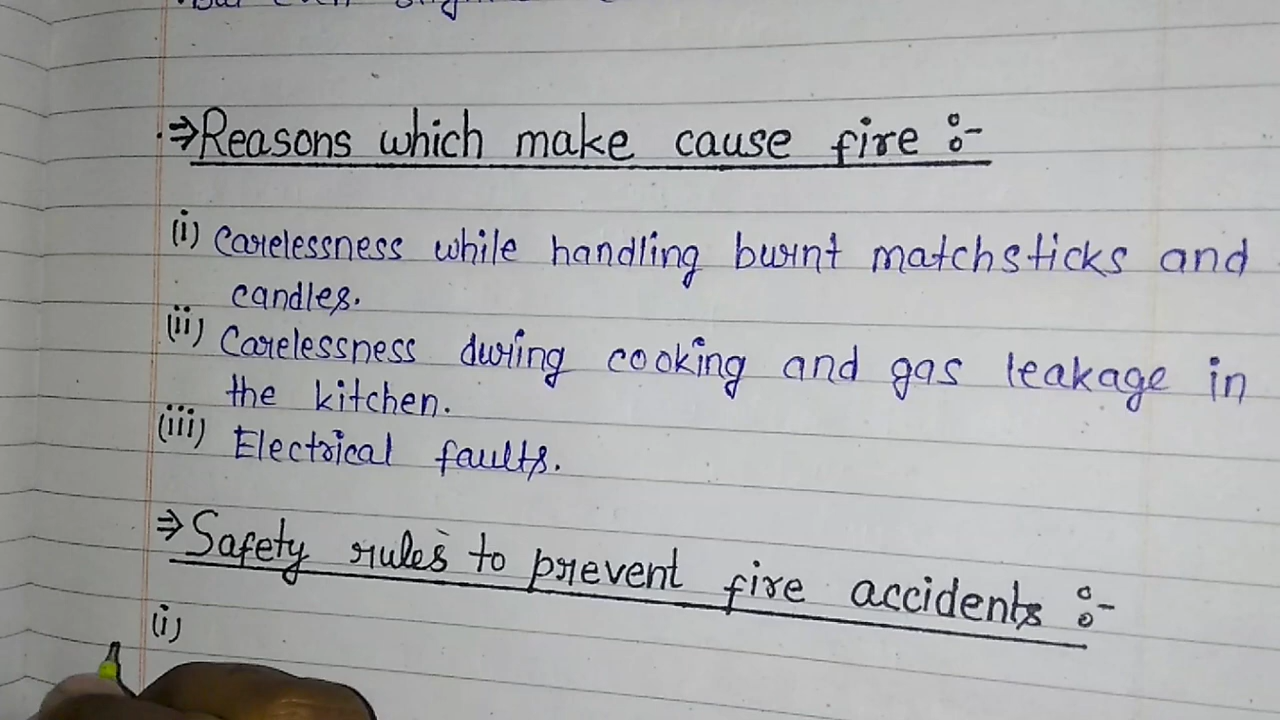 ⇒Reasons which make cause fire :-
(i) Carelessness while handling burnt matchsticks and
candles.
(ii) Carelessness during cooking and gas leakage in
the kitchen.
(iii) Electrical faults.
⇒Safety rules to prevent fire accidents :-
(i)